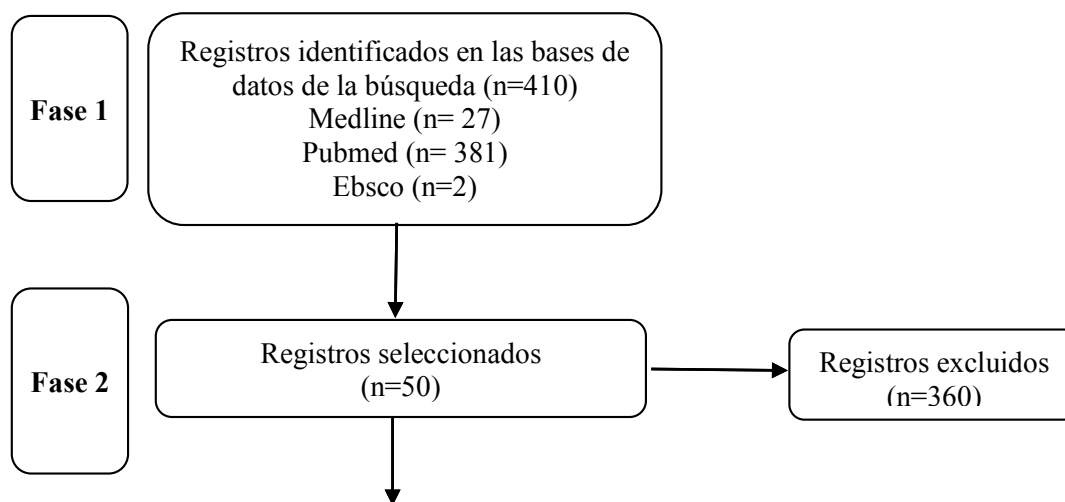 Fase 1
Registros identificados en las bases de
datos de la búsqueda (n=410)
Medline (n= 27)
Pubmed (n= 381)
Ebsco (n=2)
Fase 2
Registros seleccionados
(n=50)
Registros excluidos
(n=360)